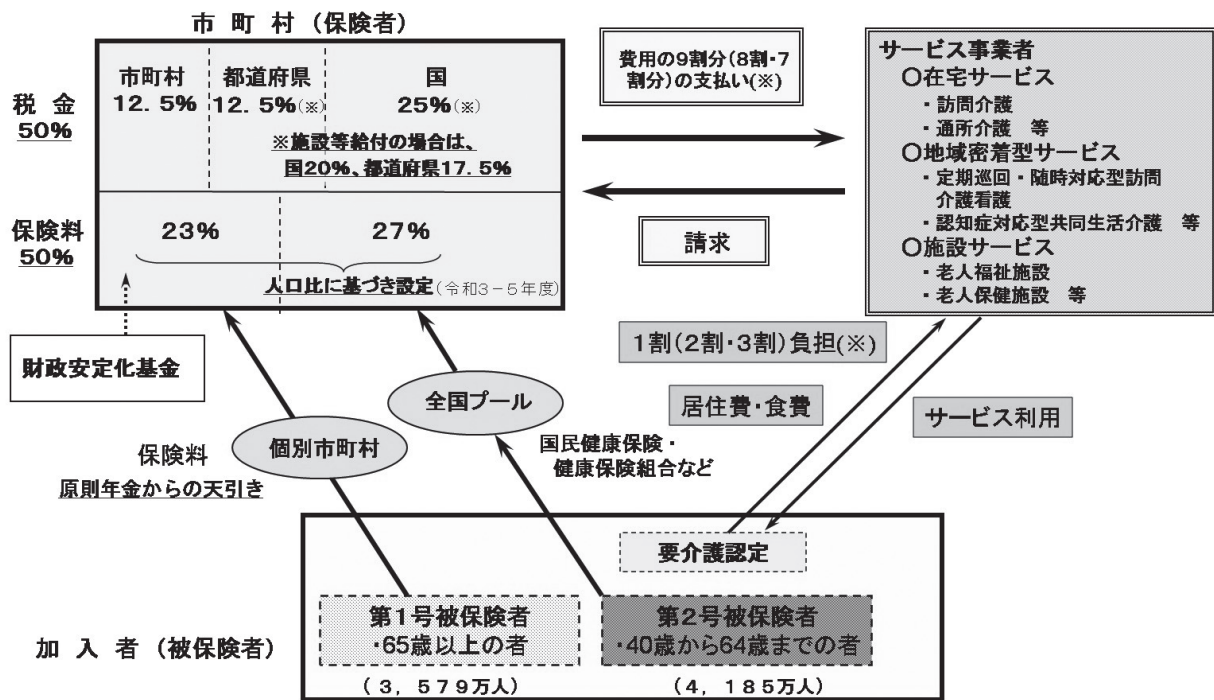 市 町 村 （保険者）
税 金
50%
市町村
12. 5%
都道府県
12. 5%(※)
国
25%(※)
※施設等給付の場合は、
国20%、都道府県17. 5%
保険料
50%
23%
27%
人口比に基づき設定(令和3－5年度)
財政安定化基金
費用の9割分(8割・7
割分)の支払い(※)
請求
サービス事業者
○在宅サービス
・訪問介護
・通所介護　等
○地域密着型サービス
・定期巡回・随時対応型訪問
介護看護
・認知症対応型共同生活介護　等
○施設サービス
・老人福祉施設
・老人保健施設　等
1割(2割・3割)負担(※)
居住費・食費
サービス利用
全国プール
個別市町村
国民健康保険・
健康保険組合など
保険料
原則年金からの天引き
要介護認定
加 入 者 （被保険者）
第1号被保険者
・65歳以上の者
第2号被保険者
・40歳から64歳までの者
（3，579万人）
（4，185万人）